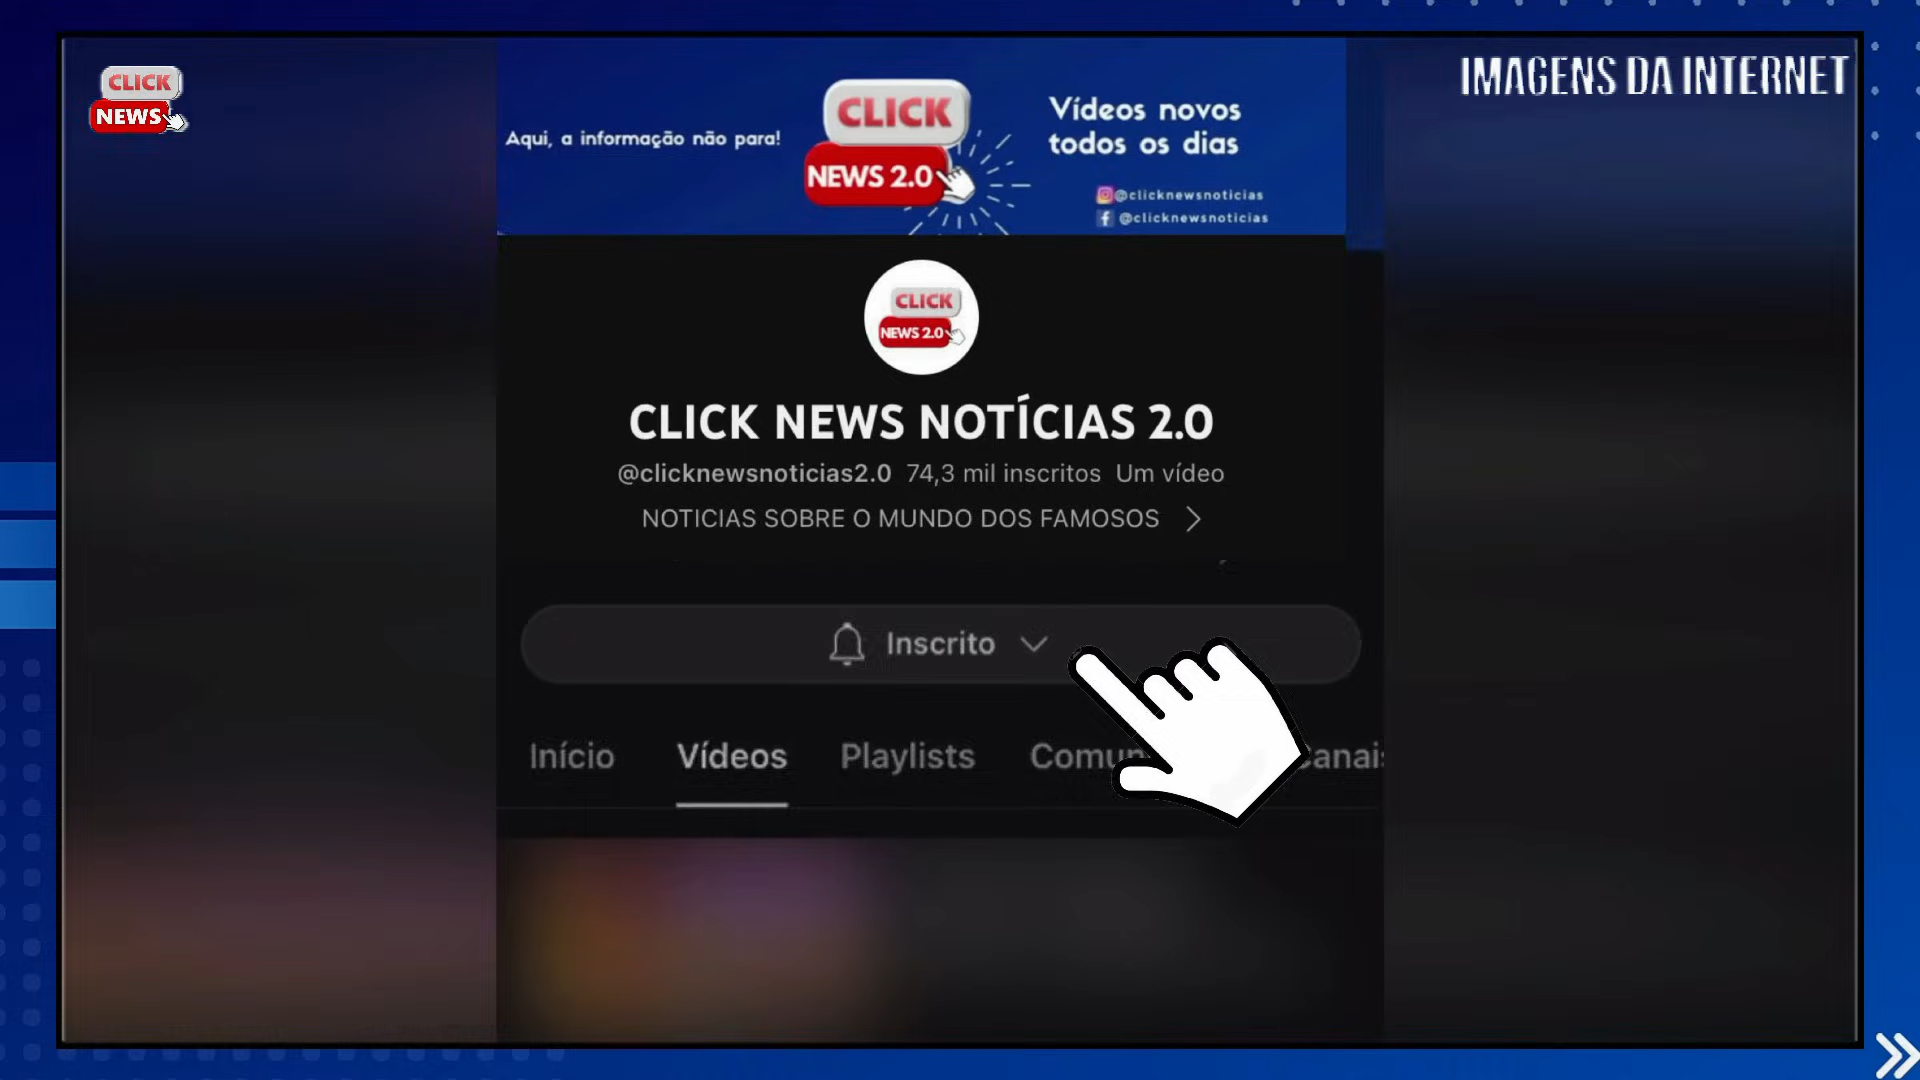 CLICK
NEWS
IMAGENS DA INTERNET
Aqui, a informação não para!
CLICK
NEWS 2.0
Vídeos novos
todos os dias
@clicknewsnoticias
@clicknewsnoticias
CLICK
NEWS 2.0
CLICK NEWS NOTÍCIAS 2.0
@clicknewsnoticias2.0 74,3 mil inscritos Um vídeo
NOTICIAS SOBRE O MUNDO DOS FAMOSOS
Inscrito
Início Vídeos Playlists